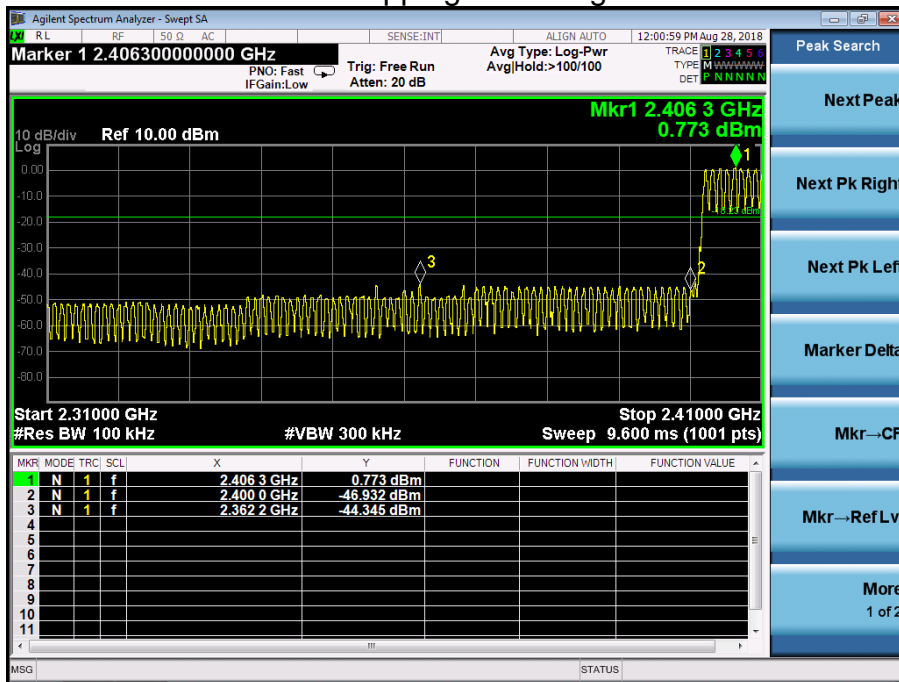 Agilent Spectrum Analyzer - Swept SA
LXI RL RF 50 Ω AC SENSE:INT ALIGN AUTO 12:00:59 PM Aug 28, 2018
Marker 1 2.406300000000 GHz
PNO: Fast
IFGain:Low
Trig: Free Run
Atten: 20 dB
Avg Type: Log-Pwr
Avg|Hold:>100/100
TRACE 1 2 3 4 5 6
TYPE M WWWWW
DET P N N N N N
Peak Search
Mkr1 2.406 3 GHz
0.773 dBm
10 dB/div Ref 10.00 dBm
Log
0.00
-10.0
-20.0
-30.0
-40.0
-50.0
-60.0
-70.0
-80.0
1
2
3
Start 2.31000 GHz Stop 2.41000 GHz
#Res BW 100 kHz #VBW 300 kHz Sweep 9.600 ms (1001 pts)
MKR MODE TRC SCL X Y FUNCTION FUNCTION WIDTH FUNCTION VALUE
1 N 1 f 2.406 3 GHz 0.773 dBm
2 N 1 f 2.400 0 GHz -46.932 dBm
3 N 1 f 2.362 2 GHz -44.345 dBm
4
5
6
7
8
9
10
11
MSG STATUS
Next Peak
Next Pk Right
Next Pk Left
Marker Delta
Mkr→CF
Mkr→Ref Lv
More
1 of 2